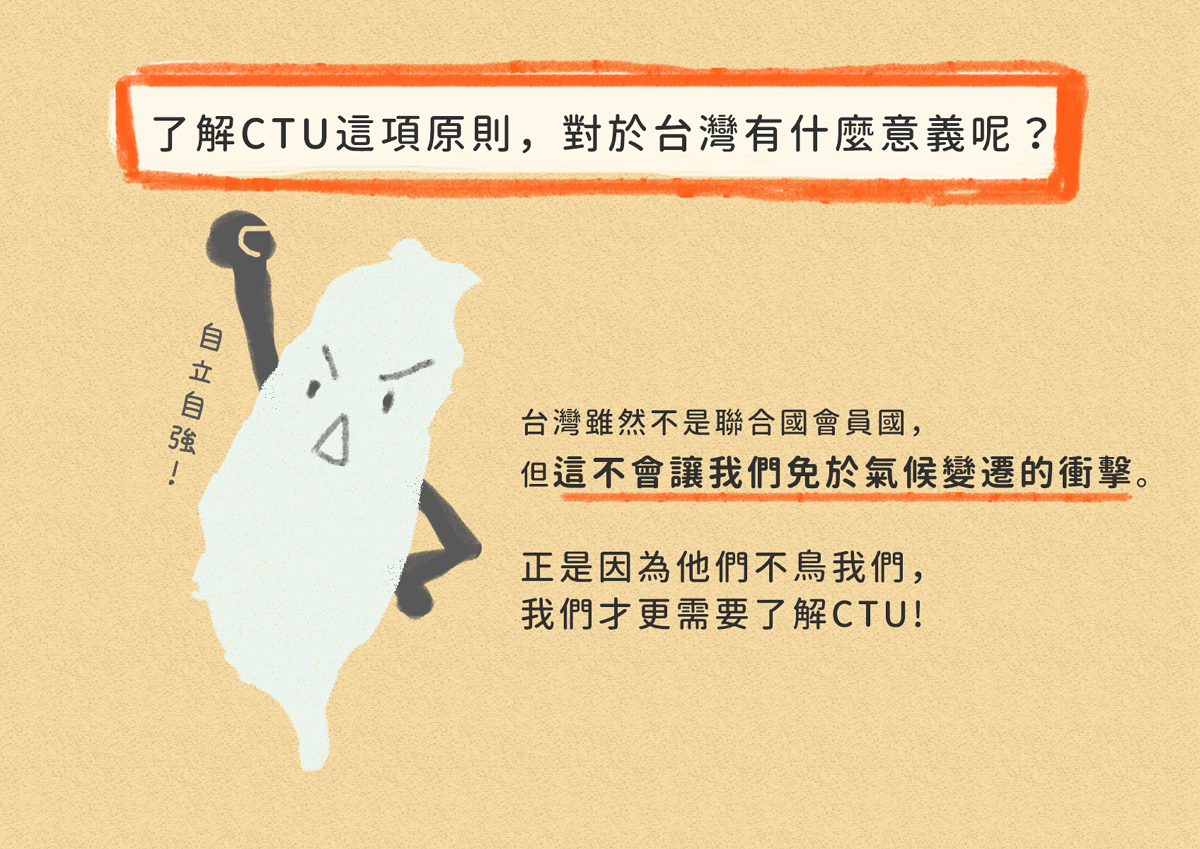 了解CTU這項原則，對於台灣有什麼意義呢？
自立自強！
台灣雖然不是聯合國會員國，
但這不會讓我們免於氣候變遷的衝擊。
正是因為他們不鳥我們，
我們才更需要了解CTU!